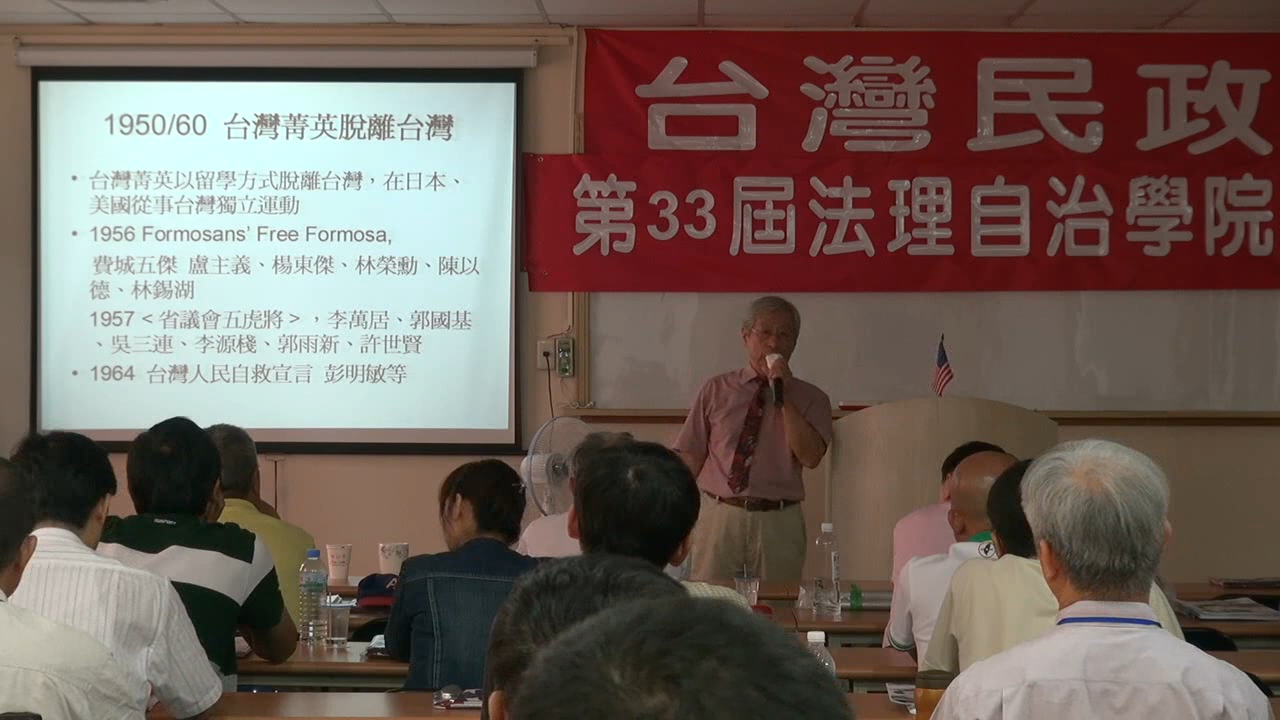 1950/60 台灣菁英脫離台灣
• 台灣菁英以留學方式脫離台灣，在日本、
美國從事台灣獨立運動
• 1956 Formosans' Free Formosa,
費城五傑 盧主義、楊東傑、林榮勳、陳以
德、林錫湖
1957 < 省議會五虎將 > ，李萬居、郭國基
、吳三連、李源棧、郭雨新、許世賢
• 1964 台灣人民自救宣言 彭明敏等
台灣民政
第33屆法理自治學院